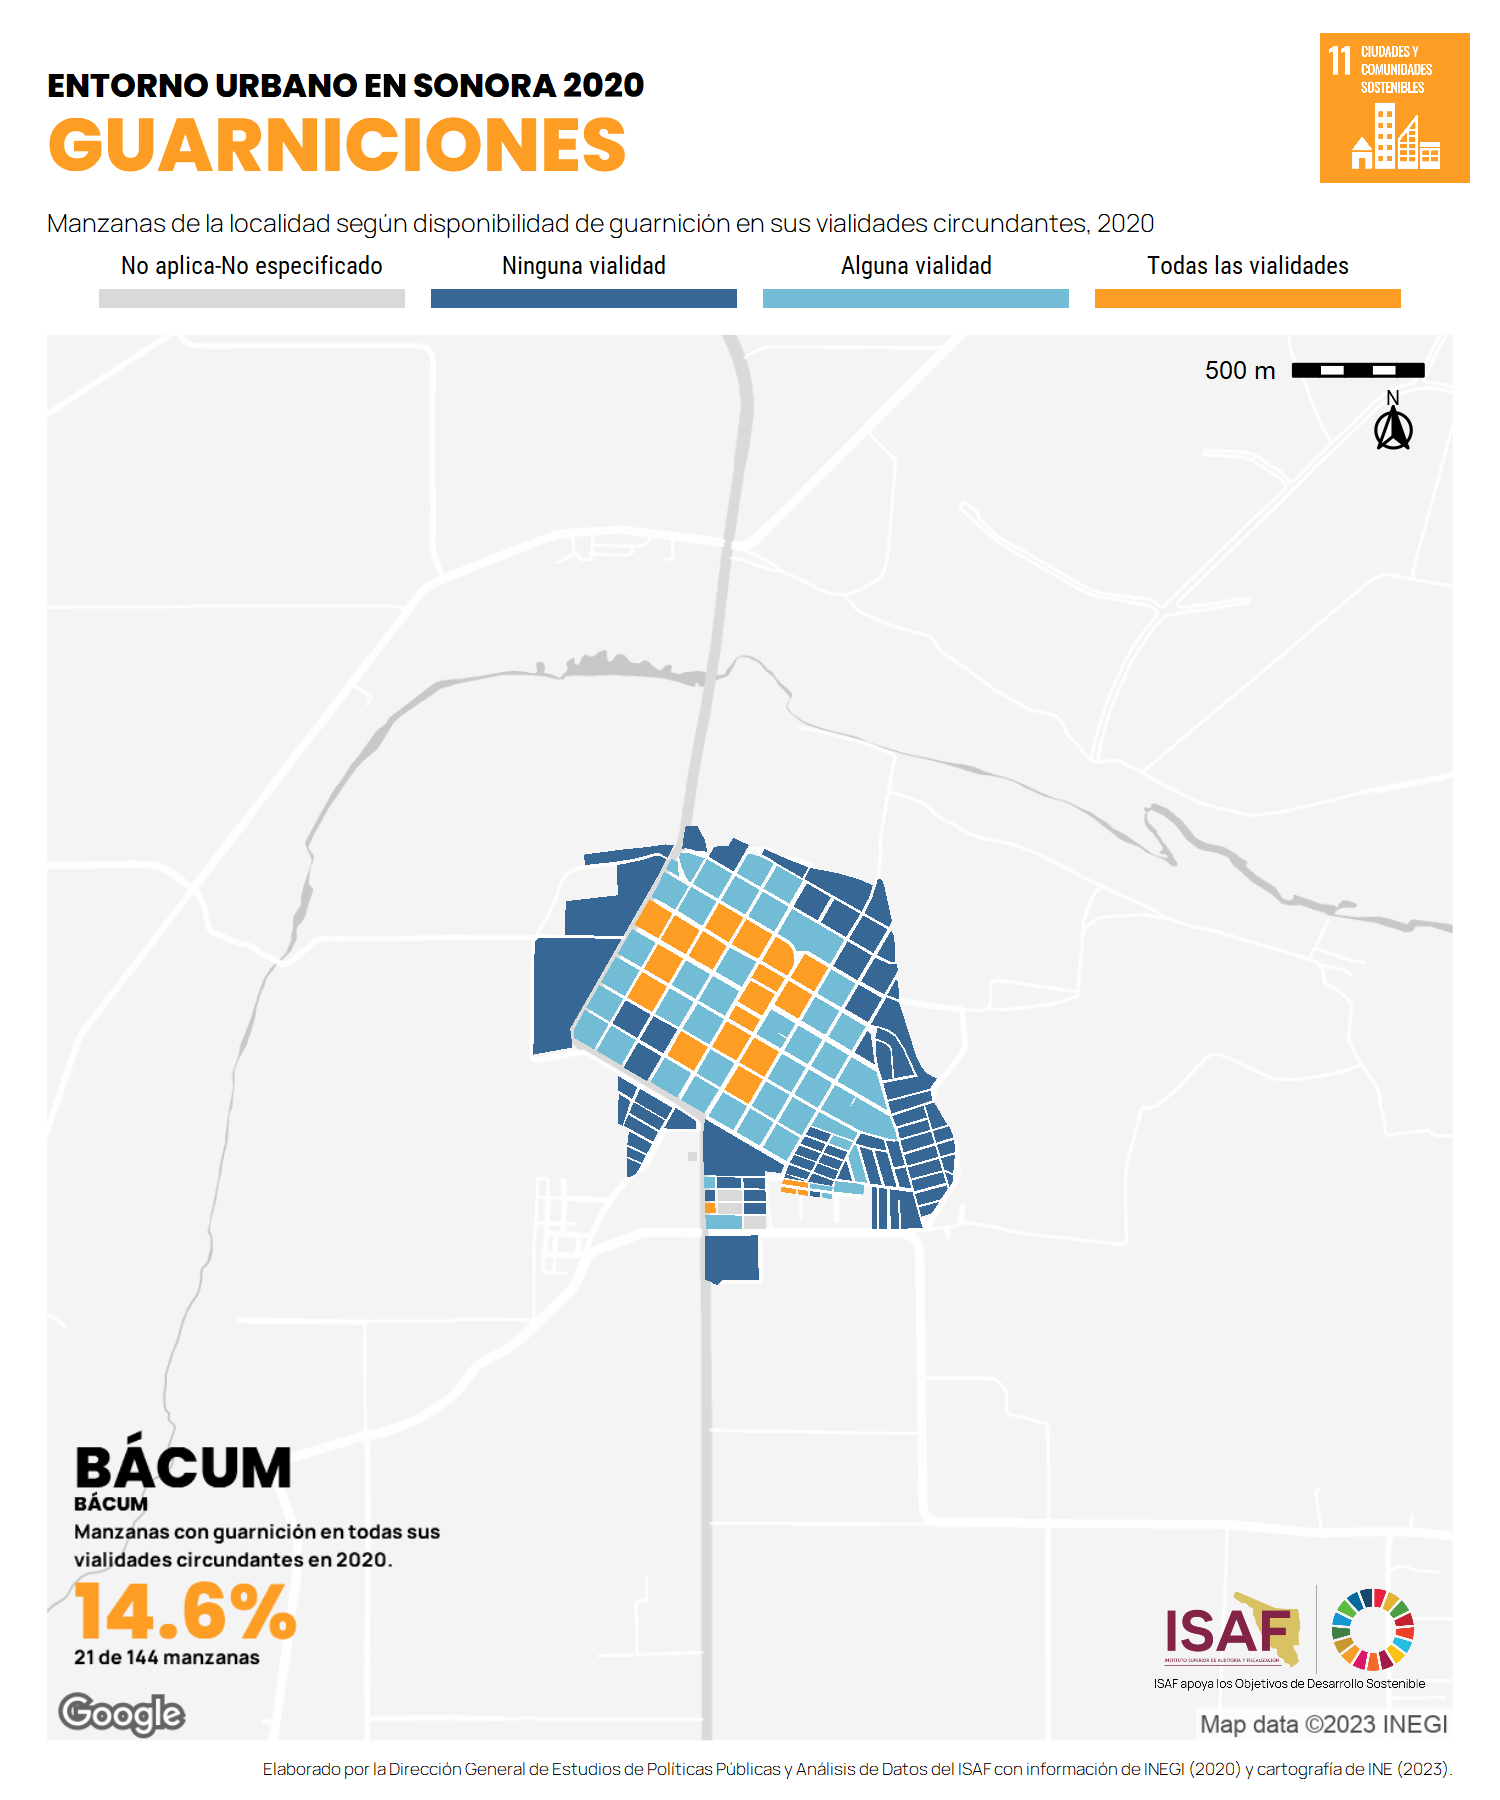 ENTORNO URBANO EN SONORA 2020
GUARNICIONES
11 CIUDADES Y
COMUNIDADES
SOSTENIBLES
Manzanas de la localidad según disponibilidad de guarnición en sus vialidades circundantes, 2020
No aplica-No especificado Ninguna vialidad Alguna vialidad Todas las vialidades
500 m
N
BÁCUM
BÁCUM
Manzanas con guarnición en todas sus
vialidades circundantes en 2020.
14.6%
21 de 144 manzanas
ISAF
INSTITUTO SUPERIOR DE AUDITORÍA Y FISCALIZACIÓN
ISAF apoya los Objetivos de Desarrollo Sostenible
Google
Map data ©2023 INEGI
Elaborado por la Dirección General de Estudios de Políticas Públicas y Análisis de Datos del ISAF con información de INEGI (2020) y cartografía de INE (2023).